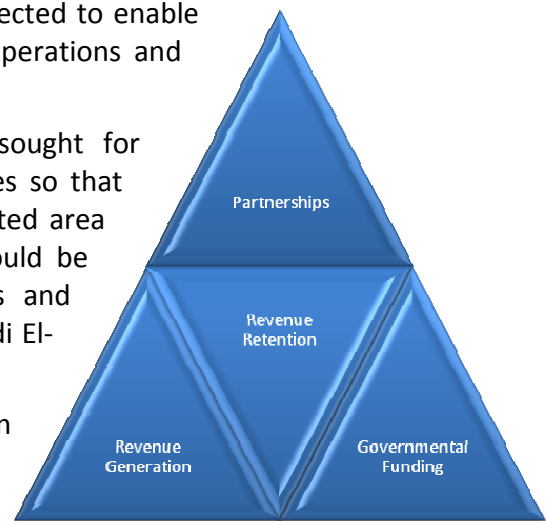 ected to enable
perations and
sought for
es so that
ted area
ould be
s and
di El-
n
Partnerships
Revenue
Retention
Revenue
Generation
Governmental
Funding